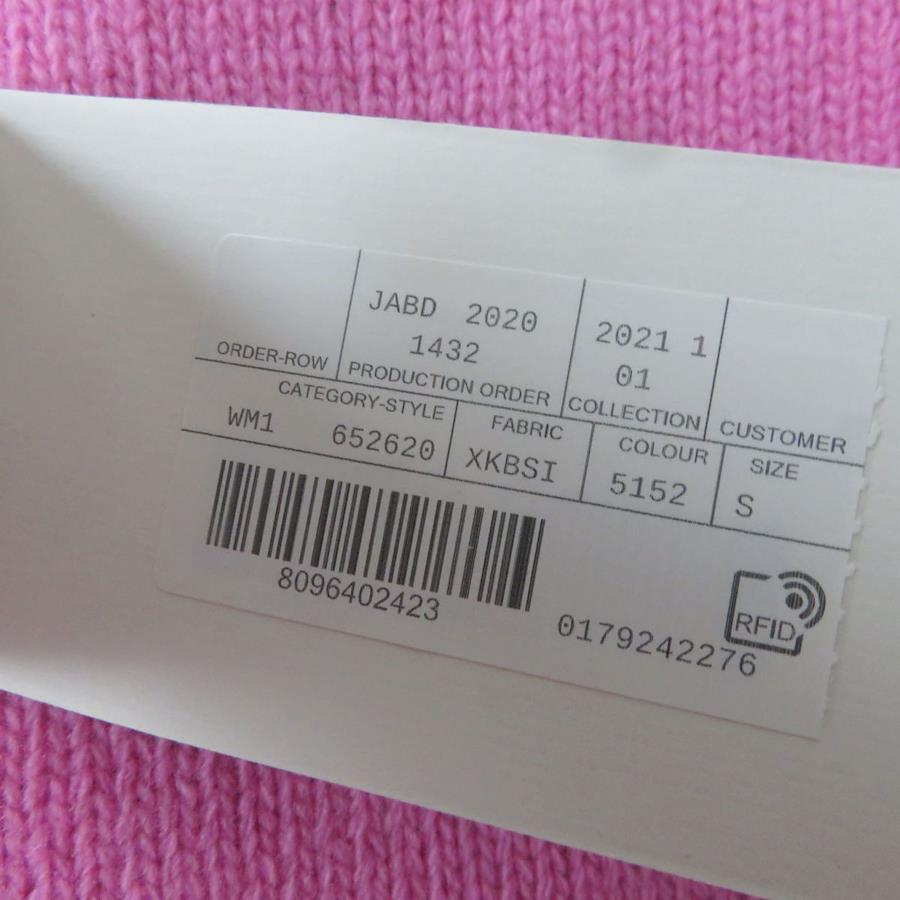 JABD 2020
1432
2021 1
01
ORDER-ROW
PRODUCTION ORDER
COLLECTION
CUSTOMER
CATEGORY-STYLE
FABRIC
COLOUR
SIZE
WM1 652620
XKBSI
5152
S
8096402423
0179242276
RFID